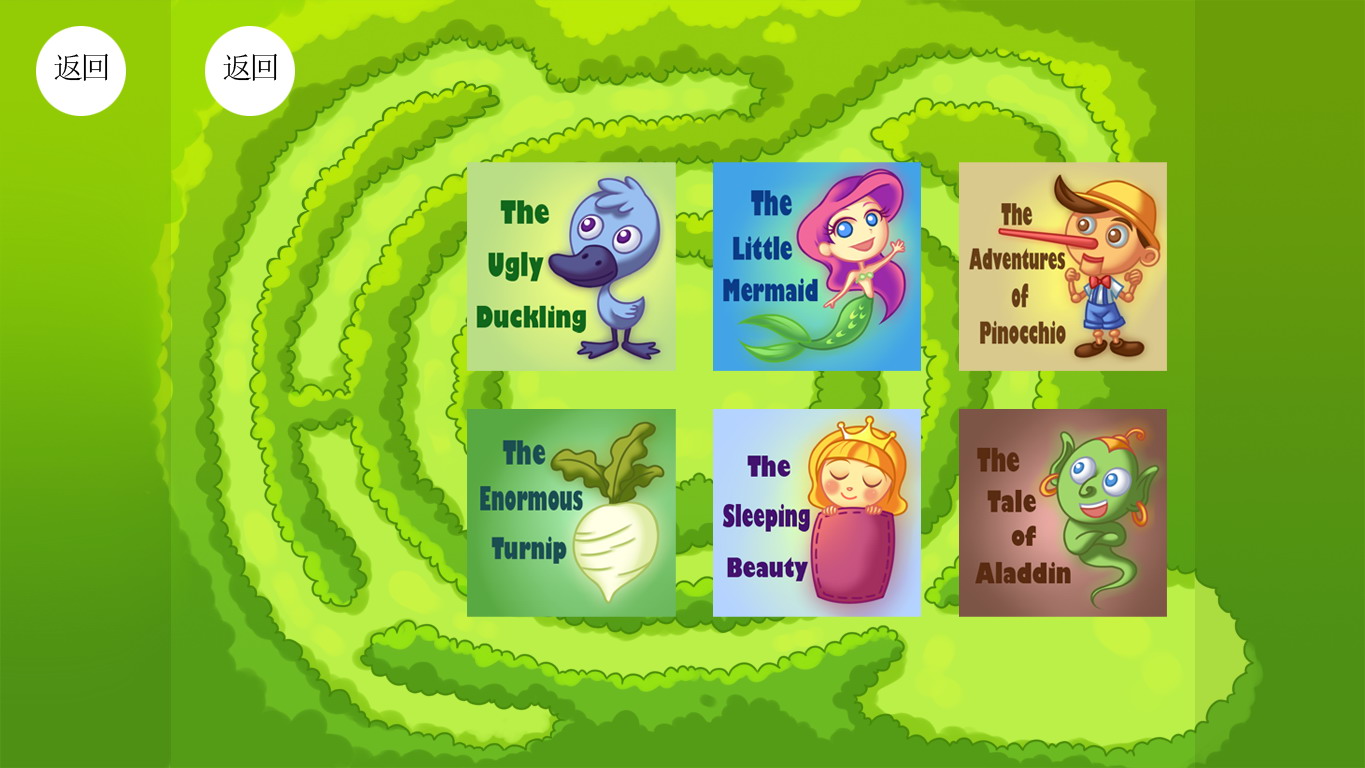 返回
返回
The
Ugly
Duckling
The
Little
Mermaid
The
Adventures
of
Pinocchio
The
Enormous
Turnip
The
Sleeping
Beauty
The
Tale
of
Aladdin